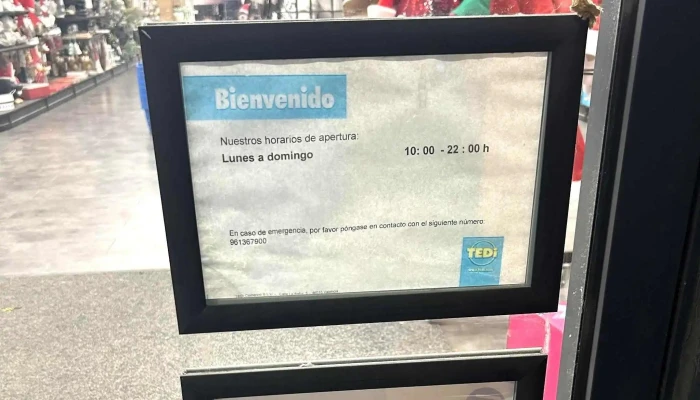 Bienvenido
Nuestros horarios de apertura:
Lunes a domingo 10:00 - 22:00 h
En caso de emergencia, por favor póngase en contacto con el siguiente número:
961367900
TEDi